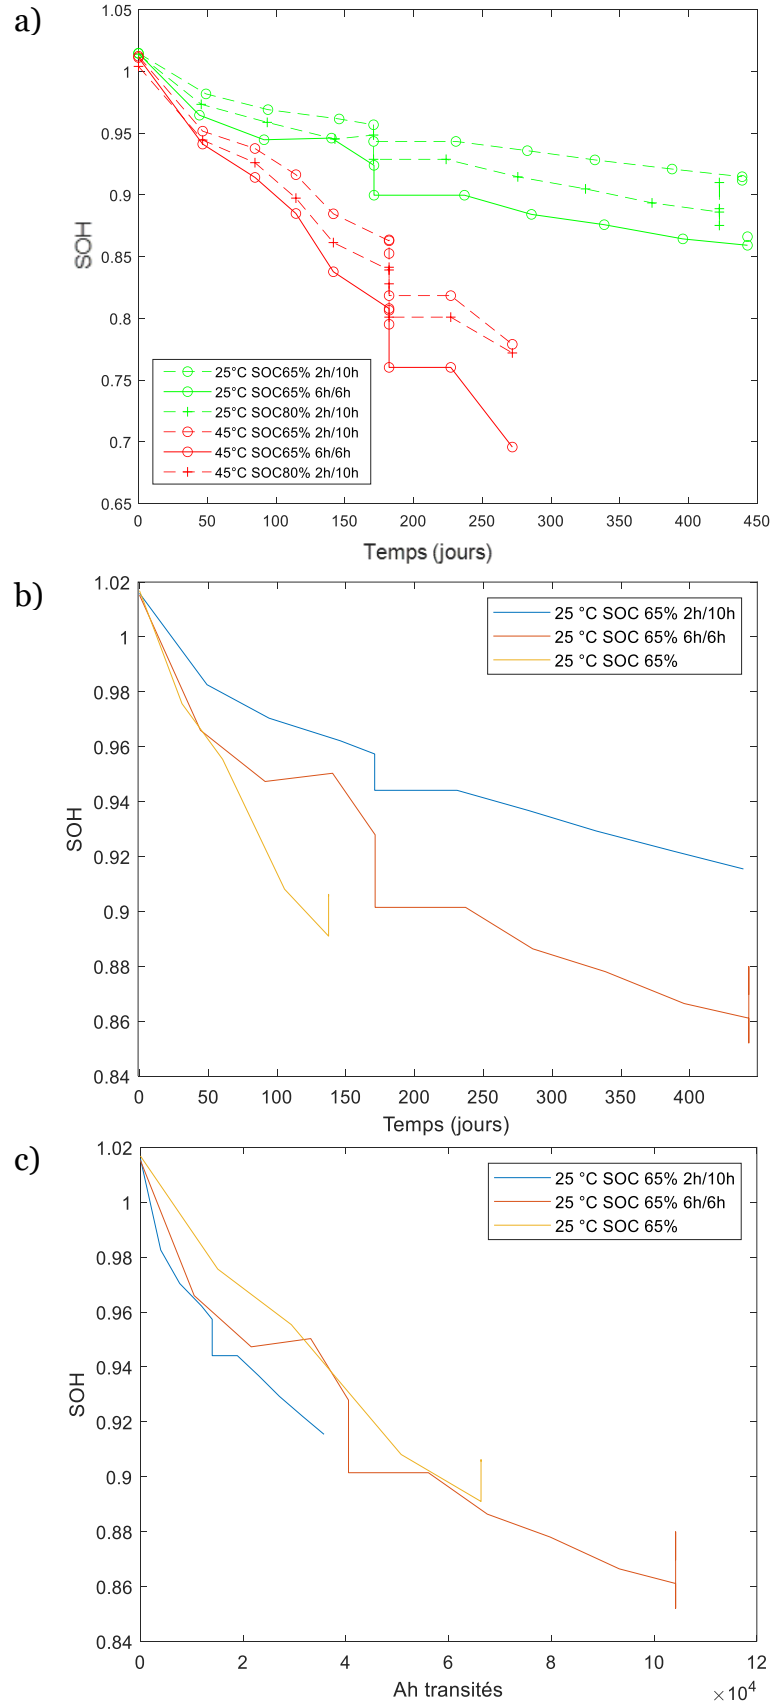 a)
1.05
1
0.95
0.9
0.85
0.8
0.75
0.7
0.65
SOH
25°C SOC65% 2h/10h
25°C SOC65% 6h/6h
25°C SOC80% 2h/10h
45°C SOC65% 2h/10h
45°C SOC65% 6h/6h
45°C SOC80% 2h/10h
0 50 100 150 200 250 300 350 400 450
Temps (jours)
b)
1.02
1
0.98
0.96
0.94
0.92
0.9
0.88
0.86
0.84
SOH
25 °C SOC 65% 2h/10h
25 °C SOC 65% 6h/6h
25 °C SOC 65%
0 50 100 150 200 250 300 350 400
Temps (jours)
c)
1.02
1
0.98
0.96
0.94
0.92
0.9
0.88
0.86
0.84
SOH
25 °C SOC 65% 2h/10h
25 °C SOC 65% 6h/6h
25 °C SOC 65%
0 2 4 6 8 10 12
Ah transités
×10⁴